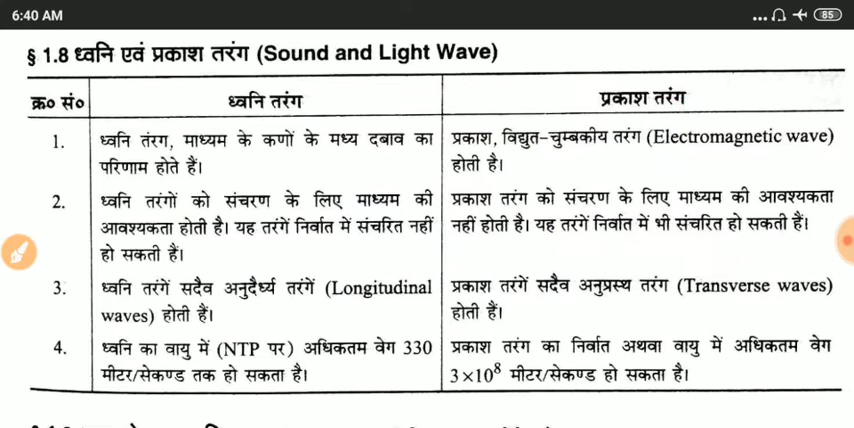 6:40 AM
85
§ 1.8 ध्वनि एवं प्रकाश तरंग (Sound and Light Wave)
क्र० सं०
ध्वनि तरंग
प्रकाश तरंग
1.
ध्वनि तंरग, माध्यम के कणों के मध्य दबाव का
परिणाम होते हैं।
प्रकाश, विद्युत-चुम्बकीय तरंग (Electromagnetic wave)
होती है।
2.
ध्वनि तरंगों को संचरण के लिए माध्यम की
आवश्यकता होती है। यह तरंगें निर्वात में संचरित नहीं
हो सकती हैं।
प्रकाश तरंग को संचरण के लिए माध्यम की आवश्यकता
नहीं होती है। यह तरंगें निर्वात में भी संचरित हो सकती हैं।
3.
ध्वनि तरंगें सदैव अनुदैर्ध्य तरंगें (Longitudinal
waves) होती हैं।
प्रकाश तरंगें सदैव अनुप्रस्थ तरंग (Transverse waves)
होती हैं।
4.
ध्वनि का वायु में (NTP पर) अधिकतम वेग 330
मीटर/सेकण्ड तक हो सकता है।
प्रकाश तरंग का निर्वात अथवा वायु में अधिकतम वेग
3×10⁸ मीटर/सेकण्ड हो सकता है।